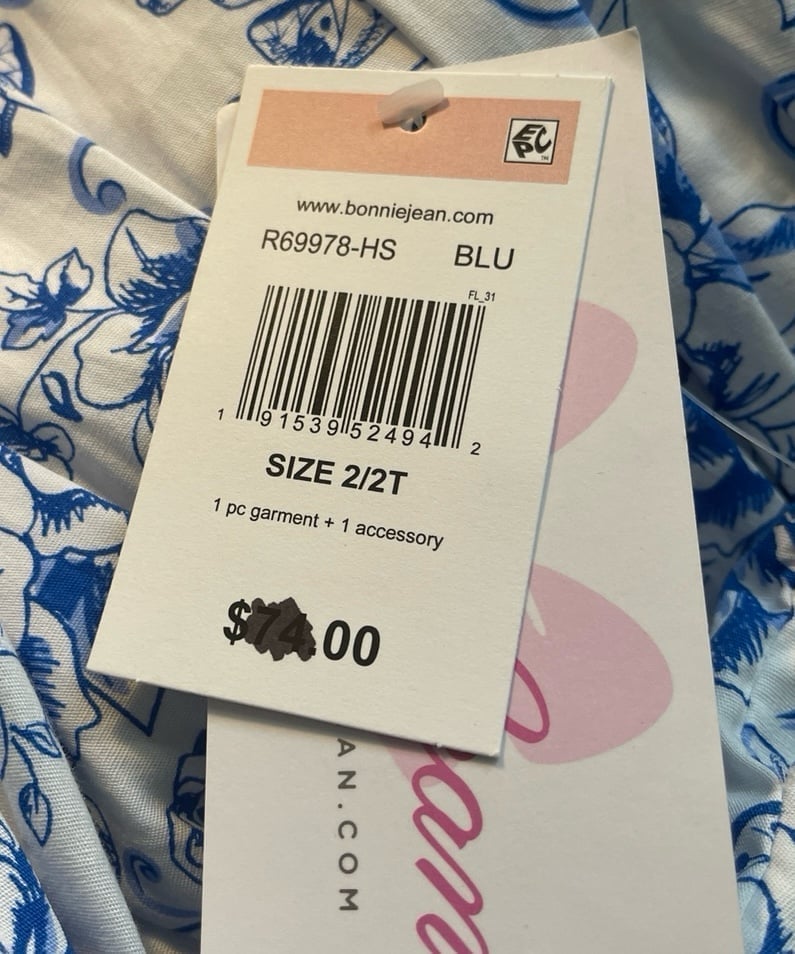 EPC
TM
www.bonniejean.com
R69978-HS BLU
FL_31
1 91539 52494 2
SIZE 2/2T
1 pc garment + 1 accessory
$74.00
AN.COM